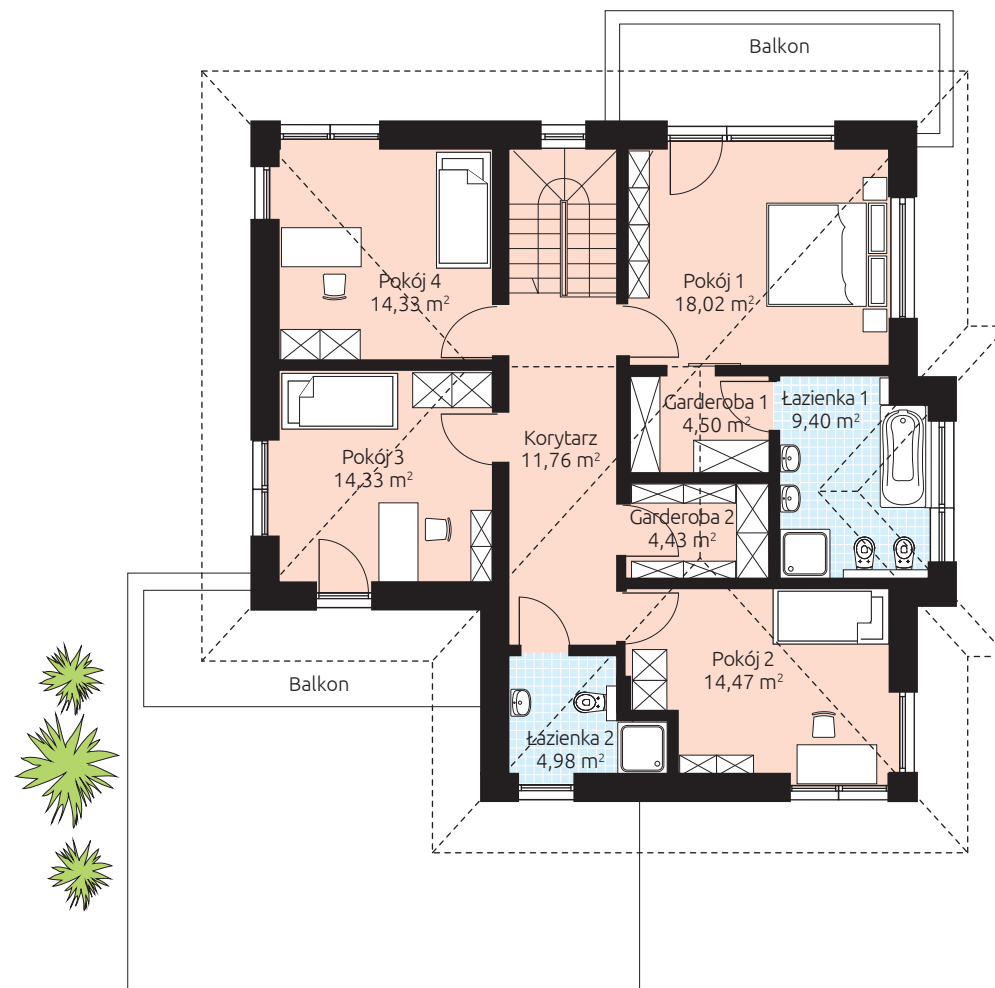 Balkon
Pokój 4
14,33 m²
Pokój 1
18,02 m²
Garderoba 1
4,50 m²
Łazienka 1
9,40 m²
Korytarz
11,76 m²
Pokój 3
14,33 m²
Garderoba 2
4,43 m²
Pokój 2
14,47 m²
Balkon
Łazienka 2
4,98 m²